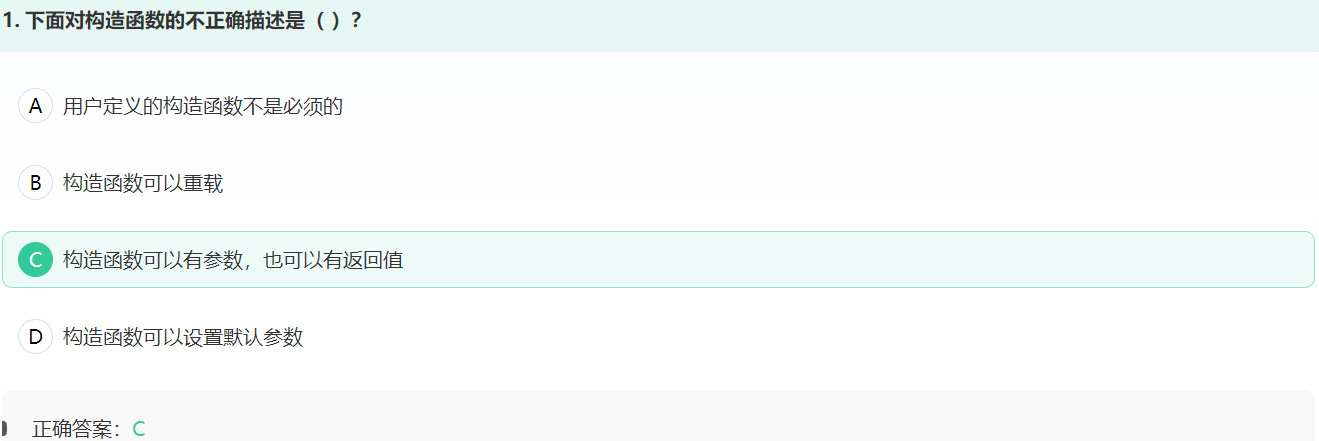 1. 下面对构造函数的不正确描述是（ ）？
A 用户定义的构造函数不是必须的
B 构造函数可以重载
C 构造函数可以有参数，也可以有返回值
D 构造函数可以设置默认参数
正确答案：C